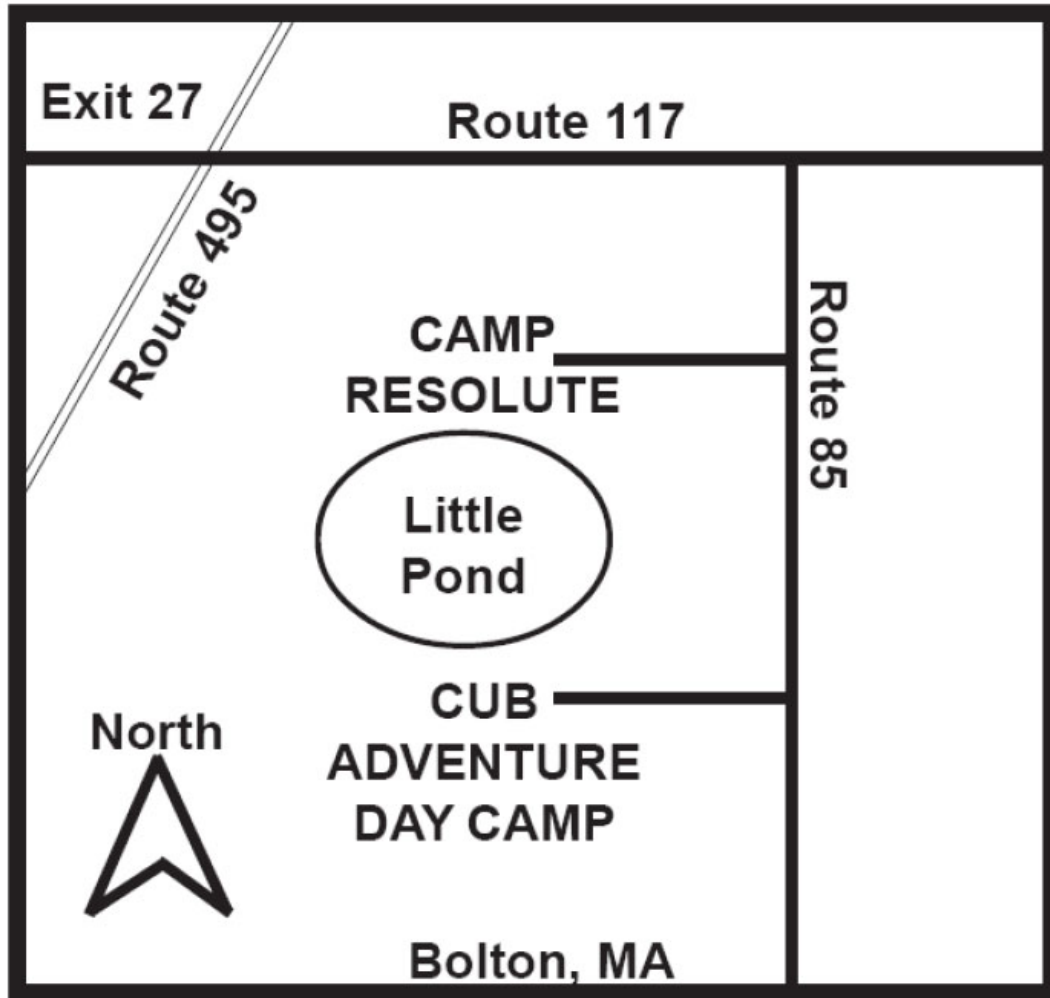 Exit 27
Route 117
Route 495
Route 85
CAMP
RESOLUTE
Little
Pond
CUB
ADVENTURE
DAY CAMP
North
Bolton, MA